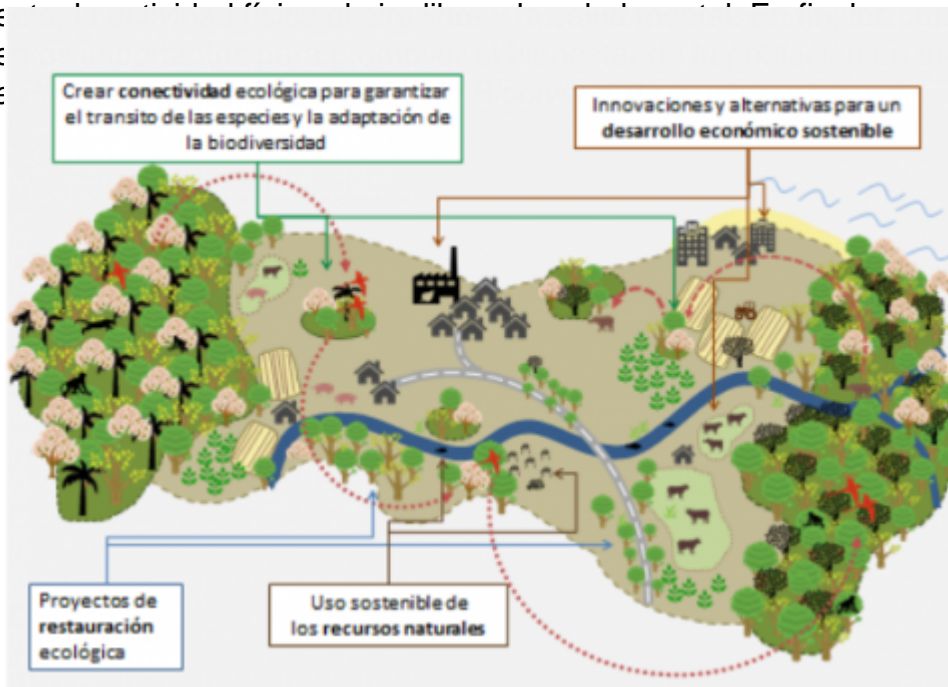 Crear conectividad ecológica para garantizar
el transito de las especies y la adaptación de
la biodiversidad
Innovaciones y alternativas para un
desarrollo económico sostenible
Proyectos de
restauración
ecológica
Uso sostenible de
los recursos naturales